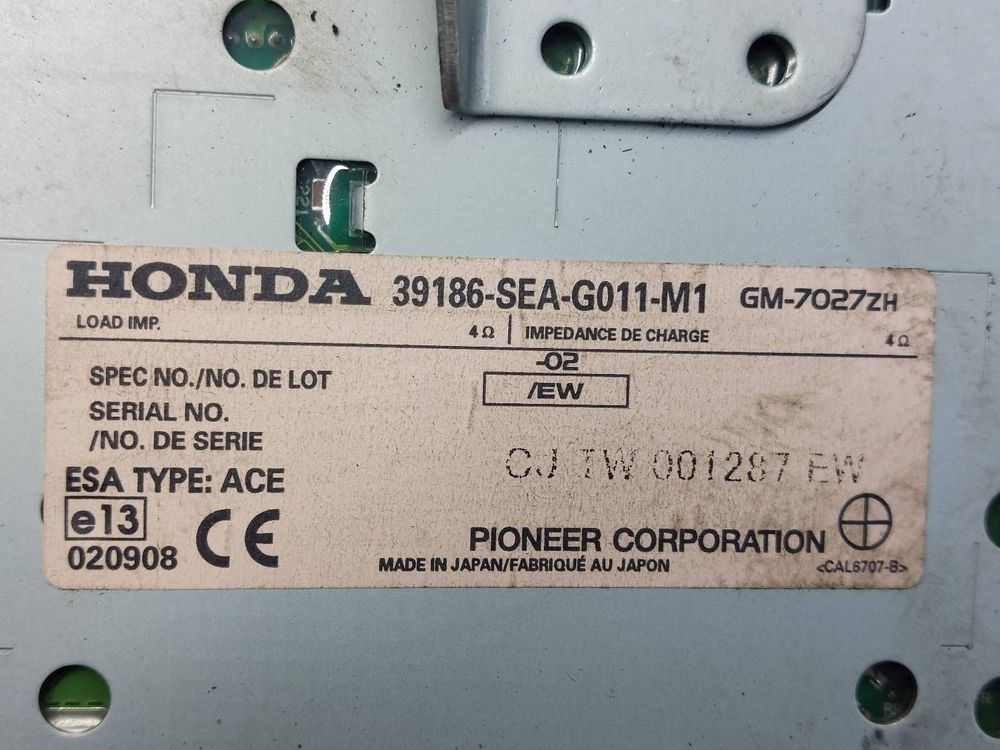 HONDA 39186-SEA-G011-M1 GM-7027ZH
LOAD IMP. 4Ω IMPEDANCE DE CHARGE 4Ω
-02
SPEC NO./NO. DE LOT /EW
SERIAL NO.
/NO. DE SERIE
CJ TW 001287 EW
ESA TYPE: ACE
e13 CE
020908
PIONEER CORPORATION
MADE IN JAPAN/FABRIQUÉ AU JAPON <CAL6707-B>